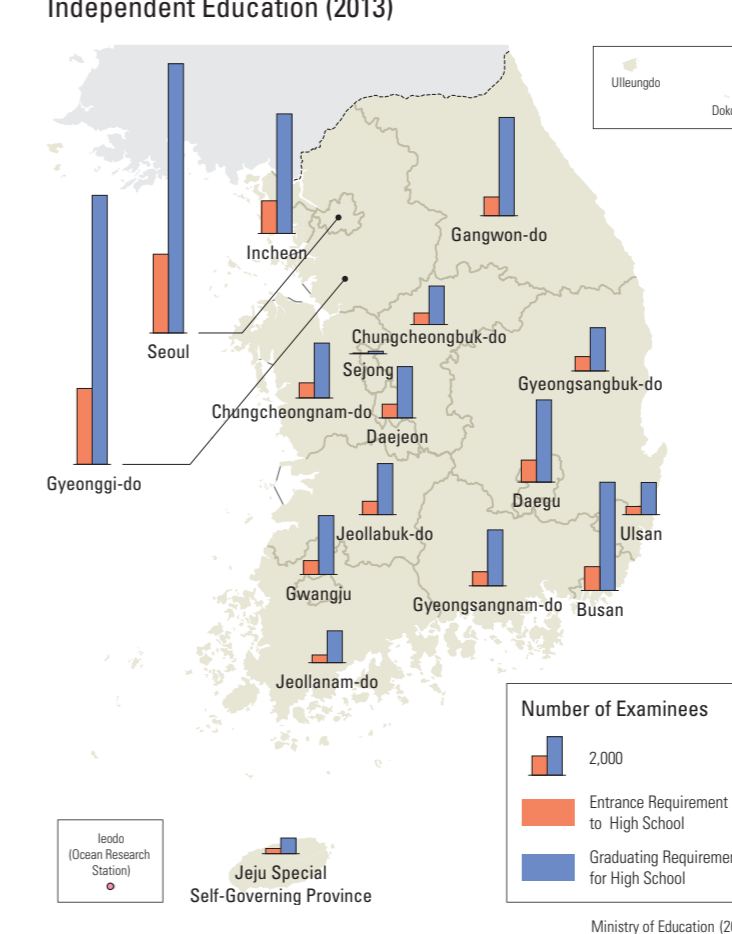 Independent Education (2013)
Ulleungdo
Incheon
Gangwon-do
Seoul
Chungcheongbuk-do
Sejong
Gyeongsangbuk-do
Chungcheongnam-do
Daejeon
Gyeonggi-do
Daegu
Jeollabuk-do
Ulsan
Gwangju
Gyeongsangnam-do
Busan
Jeollanam-do
Number of Examinees
2,000
Entrance Requirement
to High School
Graduating
for High School
Ieodo
(Ocean Research
Station)
Jeju Special
Self-Governing Province
Ministry of Education